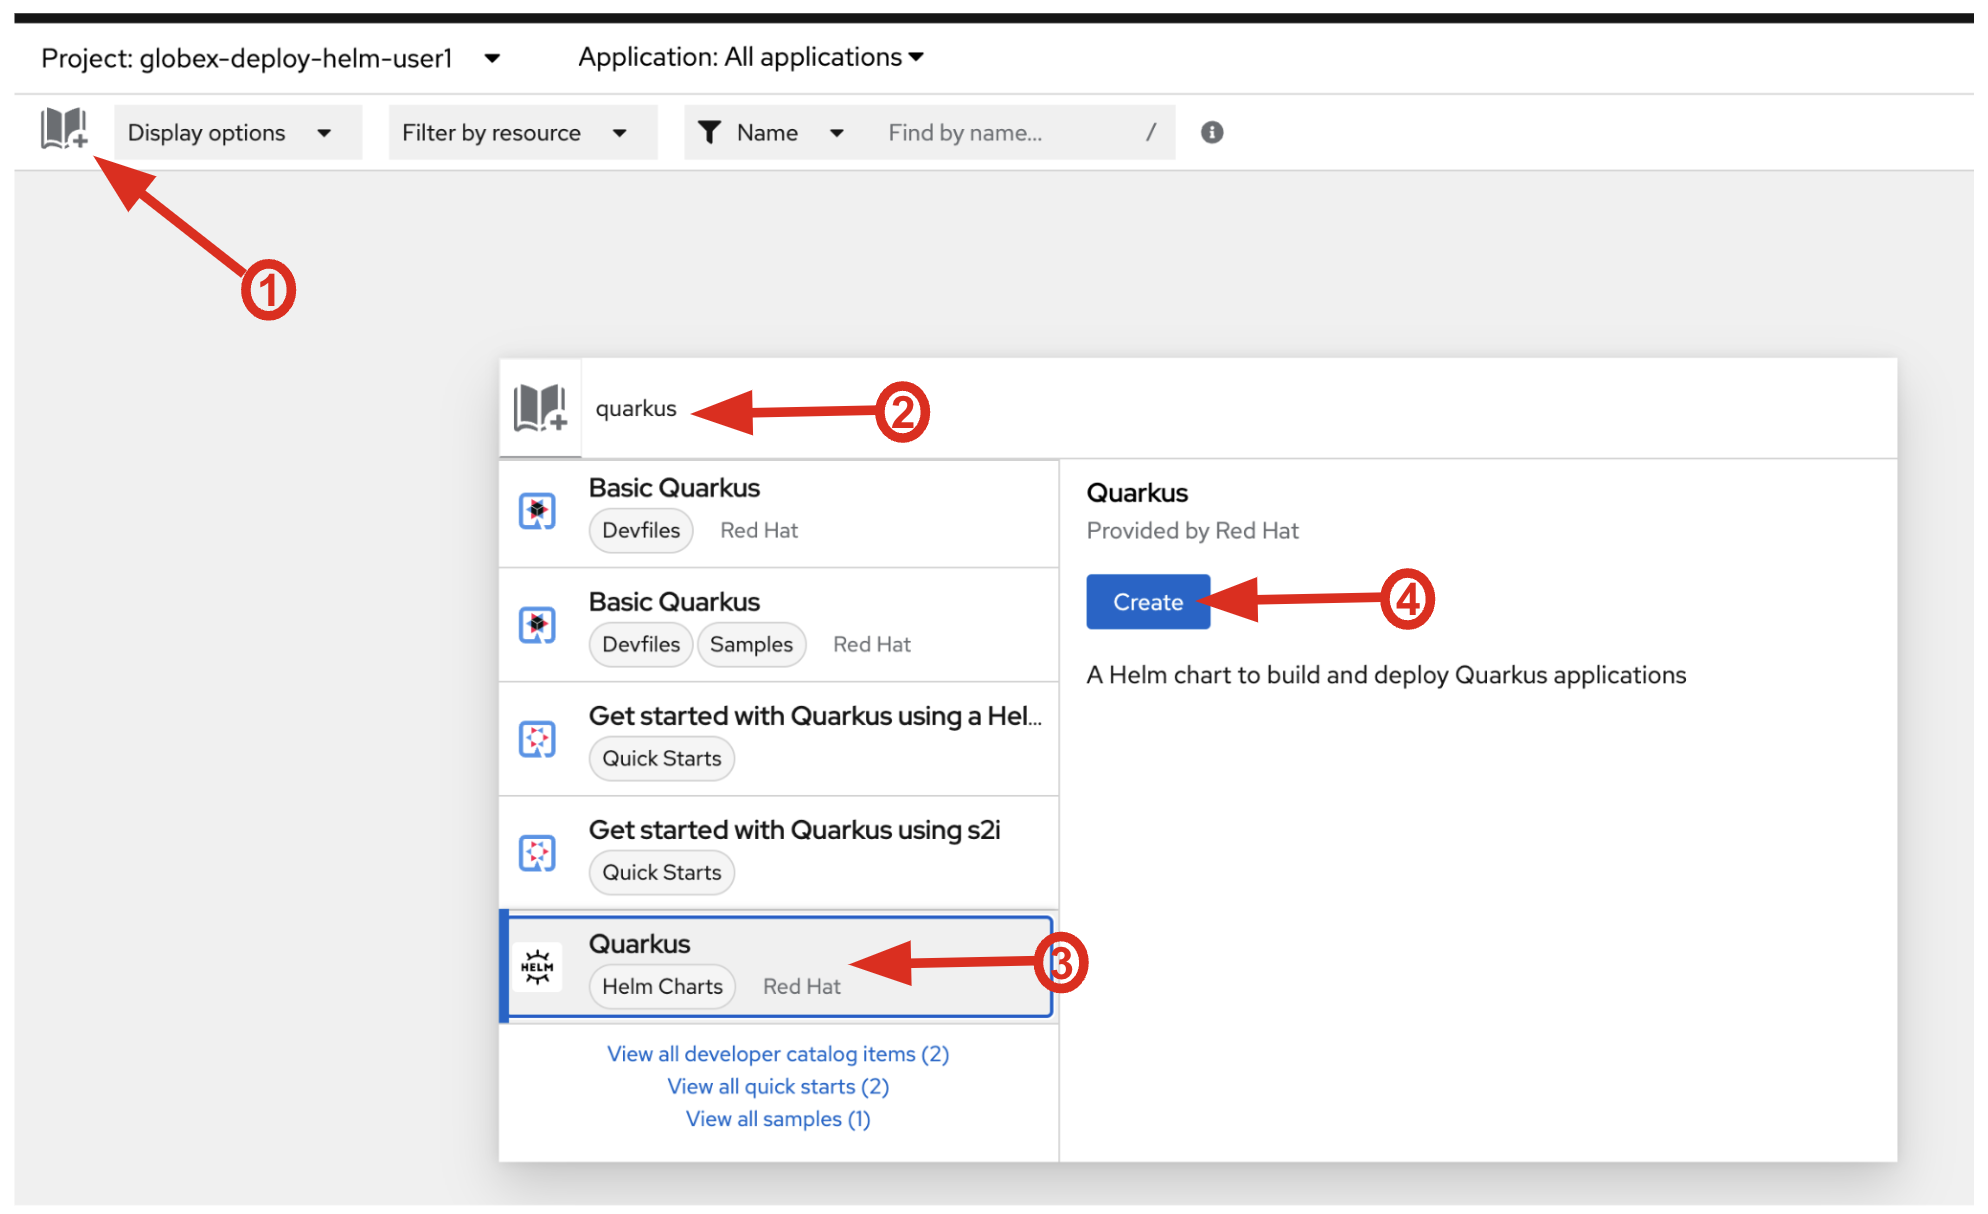 Project: globex-deploy-helm-user1 Application: All applications
Display options Filter by resource Name Find by name... /
1
quarkus 2
Basic Quarkus
Devfiles Red Hat
Basic Quarkus
Devfiles Samples Red Hat
Get started with Quarkus using a Hel...
Quick Starts
Get started with Quarkus using s2i
Quick Starts
HELM
Quarkus
Helm Charts Red Hat
3
View all developer catalog items (2)
View all quick starts (2)
View all samples (1)
Quarkus
Provided by Red Hat
Create 4
A Helm chart to build and deploy Quarkus applications